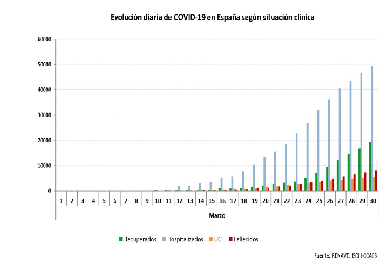 Evolución diaria de COVID-19 en España según situación clínica
60000
50000
40000
30000
20000
10000
0
1 2 3 4 5 6 7 8 9 10 11 12 13 14 15 16 17 18 19 20 21 22 23 24 25 26 27 28 29 30
Marzo
Recuperados Hospitalizados UCI Fallecidos
Fuente: